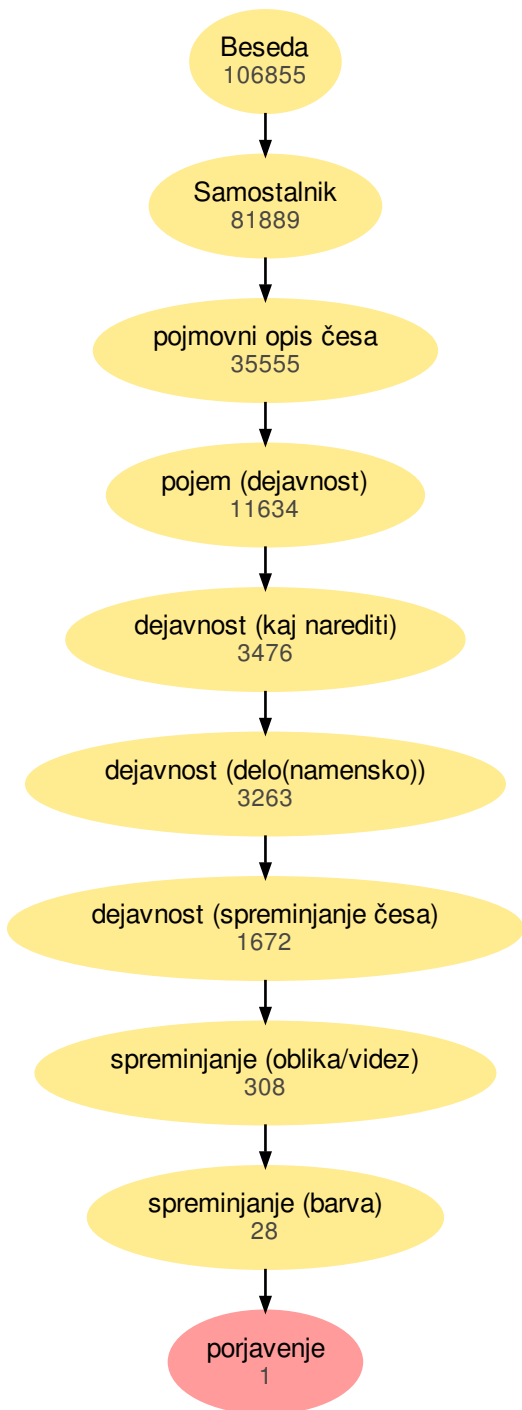 Beseda
106855
Samostalnik
81889
pojmovni opis česa
35555
pojem (dejavnost)
11634
dejavnost (kaj narediti)
3476
dejavnost (delo(namensko))
3263
dejavnost (spreminjanje česa)
1672
spreminjanje (oblika/videz)
308
spreminjanje (barva)
28
porjavenje
1